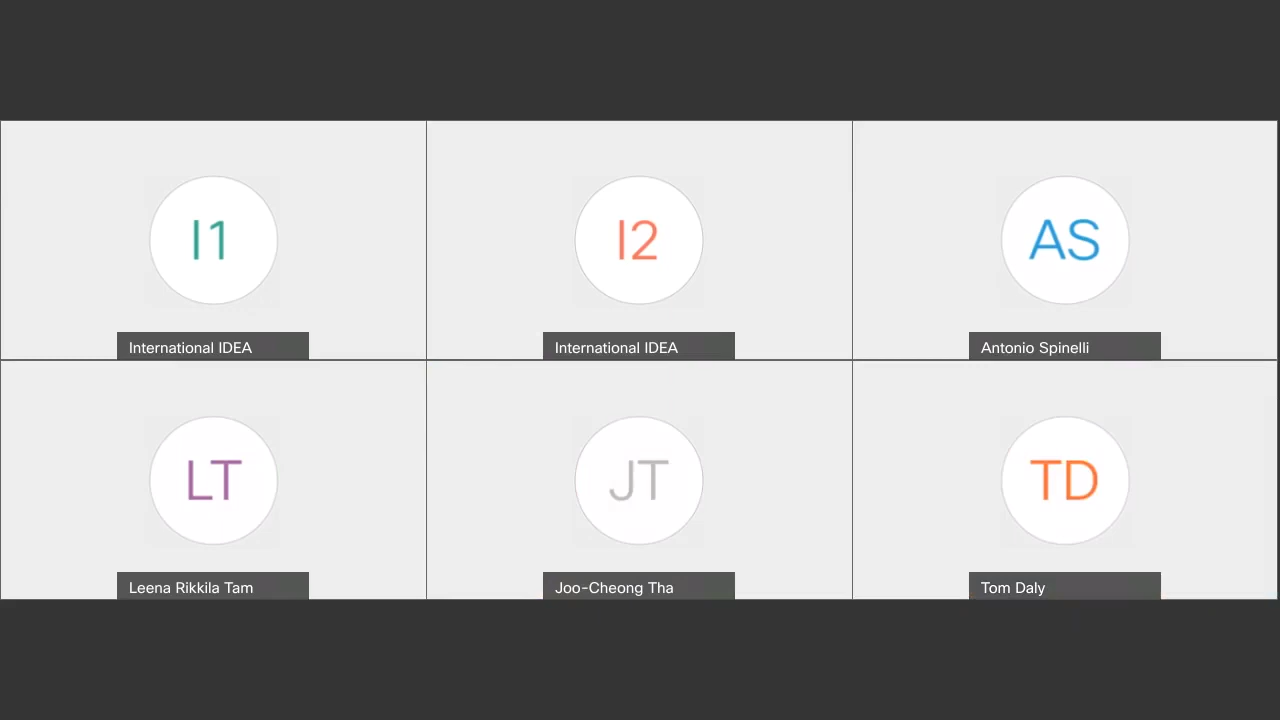 I1
I2
AS
International IDEA
International IDEA
Antonio Spinelli
LT
JT
TD
Leena Rikkila Tam
Joo-Cheong Tha
Tom Daly